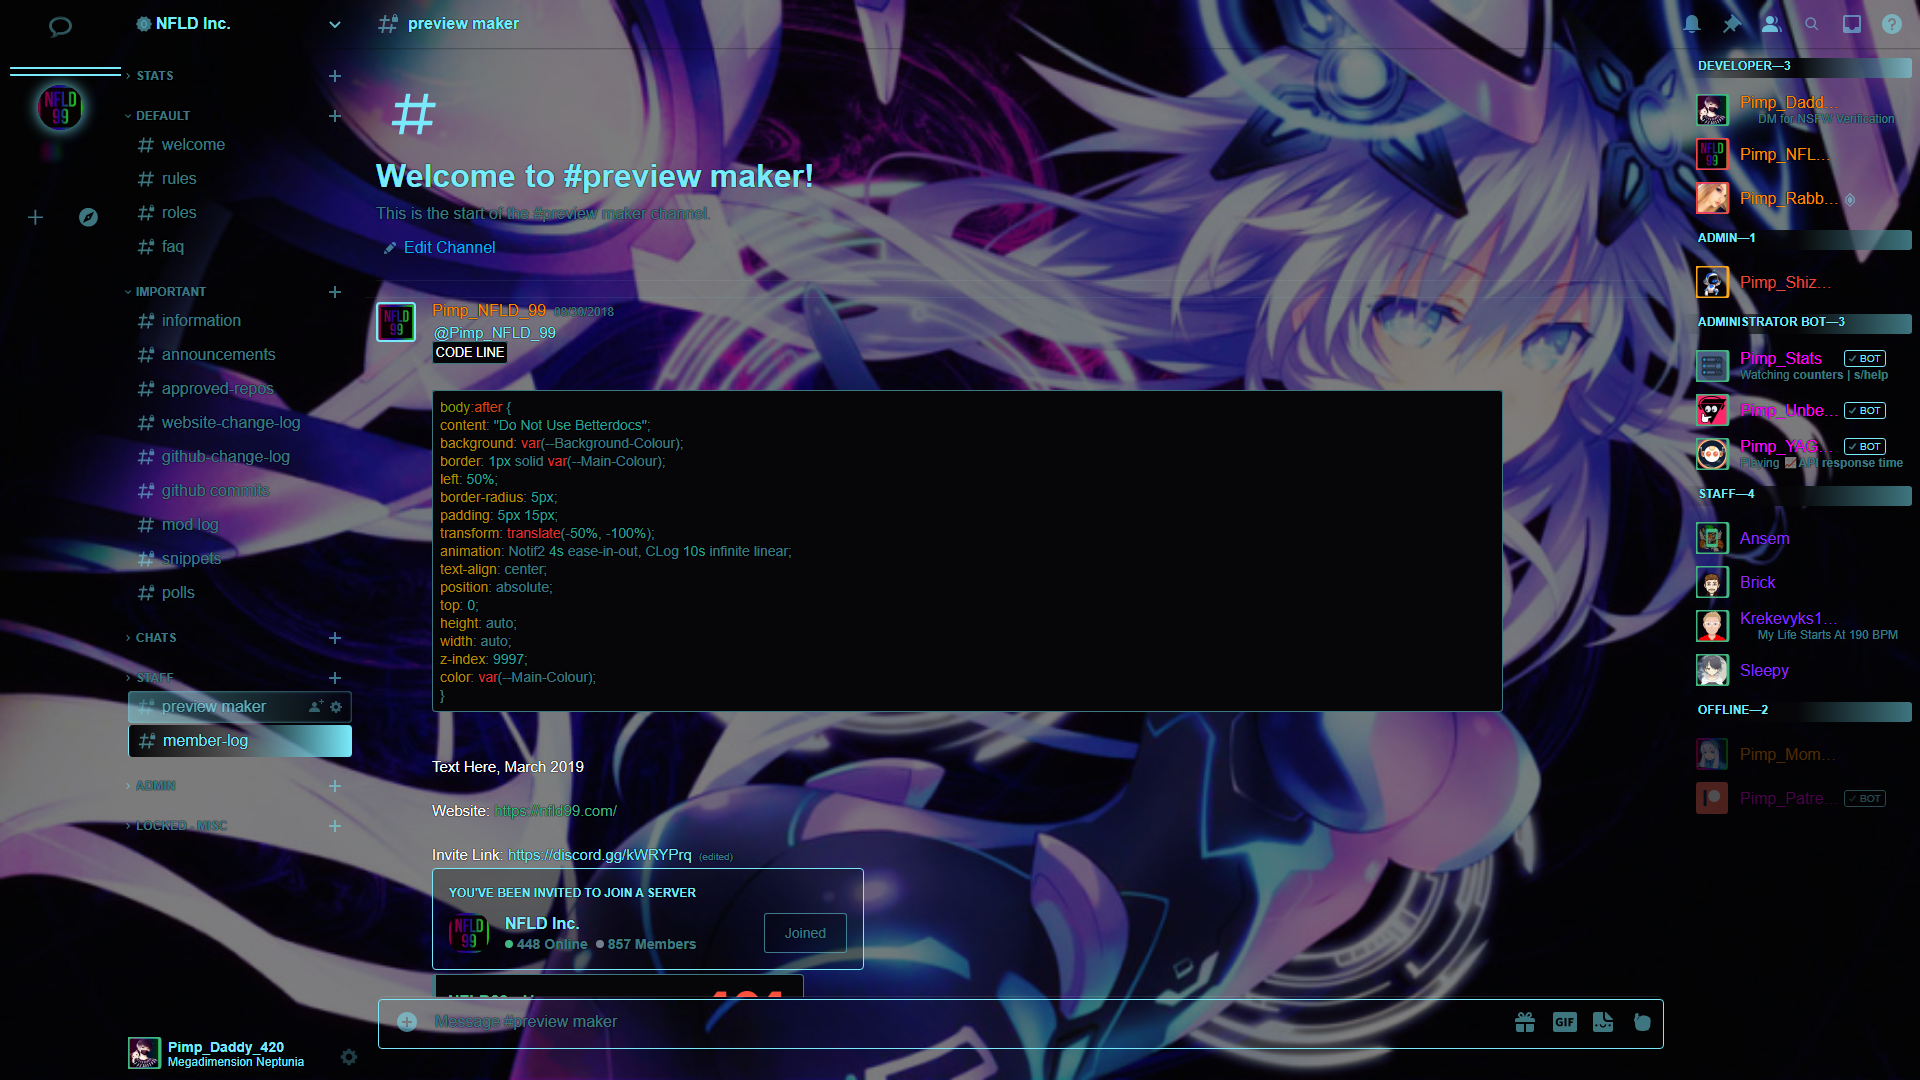 NFLD Inc.
STATS
DEFAULT
welcome
rules
roles
faq
IMPORTANT
information
announcements
approved-repos
website-change-log
github-change-log
github commits
mod log
snippets
polls
CHATS
STAFF
preview maker
member-log
ADMIN
LOCKED - MISC
Pimp_Daddy_420
Megadimension Neptunia
NFLD
99
preview maker
Welcome to #preview maker!
This is the start of the #preview maker channel.
Edit Channel
NFLD
99
Pimp_NFLD_99
@Pimp_NFLD_99
CODE LINE
body:after {
content: "Do Not Use Betterdocs";
background: var(--Background-Colour);
border: 1px solid var(--Main-Colour);
left: 50%;
border-radius: 5px;
padding: 5px 15px;
transform: translate(-50%, -100%);
animation: Notif2 4s ease-in-out, CLog 10s infinite linear;
text-align: center;
position: absolute;
top: 0;
height: auto;
width: auto;
z-index: 9997;
color: var(--Main-Colour);
}
Text Here, March 2019
Website: https://nfld99.com/
Invite Link: https://discord.gg/kWRYPrq (edited)
YOU'VE BEEN INVITED TO JOIN A SERVER
NFLD
99
NFLD Inc.
448 Online 857 Members
Joined
Message #preview maker
GIF
DEVELOPER—3
Pimp_Dadd...
DM for NSFW Verification
NFLD
99
Pimp_NFL...
Pimp_Rabb...
ADMIN—1
Pimp_Shiz...
ADMINISTRATOR BOT—3
Pimp_Stats ✓ BOT
Watching counters | s/help
Pimp_Unbe... ✓ BOT
Pimp_YAG... ✓ BOT
Playing API response time
STAFF—4
Ansem
Brick
Krekevyks1...
My Life Starts At 190 BPM
Sleepy
OFFLINE—2
Pimp_Mom...
Pimp_Patre... ✓ BOT